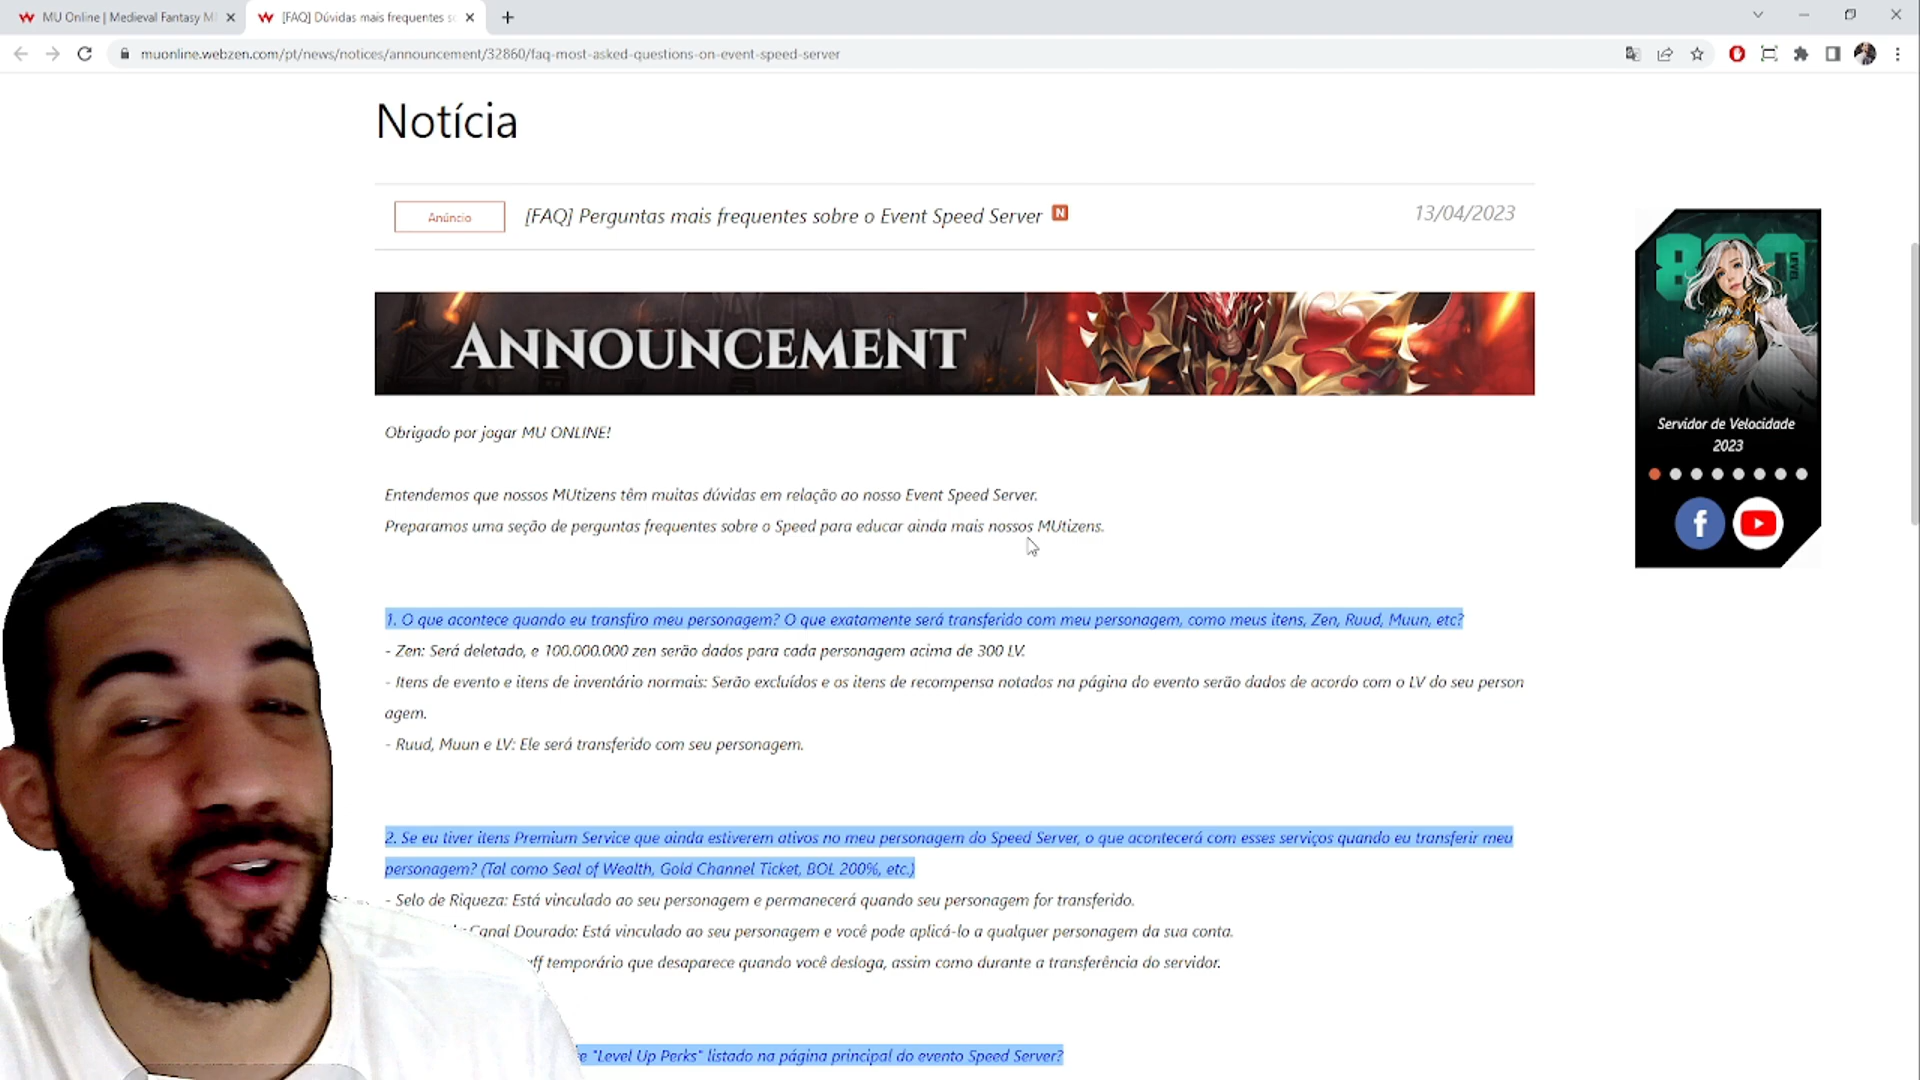 MU Online | Medieval Fantasy M
[FAQ] Dúvidas mais frequentes s
muonline.webzen.com/pt/news/notices/announcement/32860/faq-most-asked-questions-on-event-speed-server
Notícia
Anúncio
[FAQ] Perguntas mais frequentes sobre o Event Speed Server
N
13/04/2023
ANNOUNCEMENT
800
LEVEL
Servidor de Velocidade
2023
Obrigado por jogar MU ONLINE!
Entendemos que nossos MUtizens têm muitas dúvidas em relação ao nosso Event Speed Server.
Preparamos uma seção de perguntas frequentes sobre o Speed para educar ainda mais nossos MUtizens.
1. O que acontece quando eu transfiro meu personagem? O que exatamente será transferido com meu personagem, como meus itens, Zen, Ruud, Muun, etc?
- Zen: Será deletado, e 100.000.000 zen serão dados para cada personagem acima de 300 LV.
- Itens de evento e itens de inventário normais: Serão excluídos e os itens de recompensa notados na página do evento serão dados de acordo com o LV do seu person
agem.
- Ruud, Muun e LV: Ele será transferido com seu personagem.
2. Se eu tiver itens Premium Service que ainda estiverem ativos no meu personagem do Speed Server, o que acontecerá com esses serviços quando eu transferir meu
personagem? (Tal como Seal of Wealth, Gold Channel Ticket, BOL 200%, etc.)
- Selo de Riqueza: Está vinculado ao seu personagem e permanecerá quando seu personagem for transferido.
Canal Dourado: Está vinculado ao seu personagem e você pode aplicá-lo a qualquer personagem da sua conta.
temporário que desaparece quando você desloga, assim como durante a transferência do servidor.
"Level Up Perks" listado na página principal do evento Speed Server?